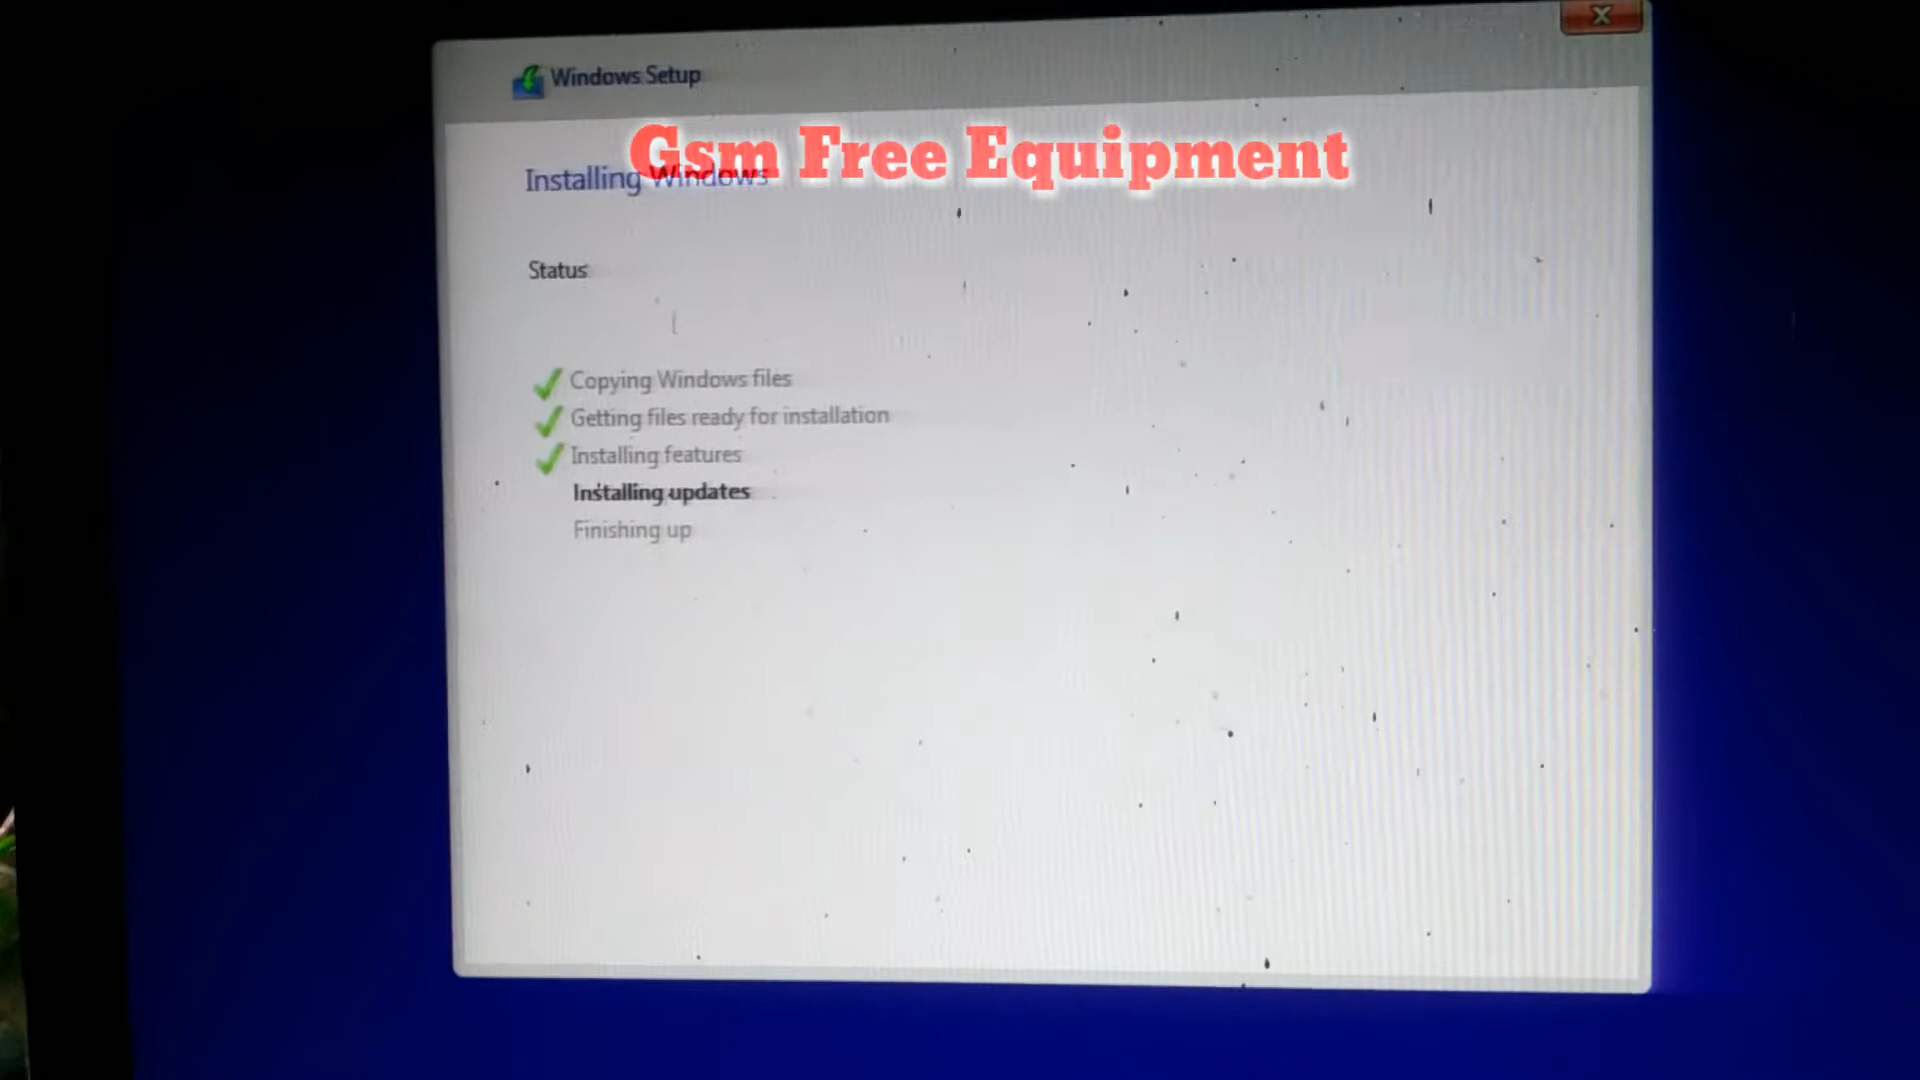 Windows Setup
Gsm Free Equipment
Installing Windows
Status
Copying Windows files
Getting files ready for installation
Installing features
Installing updates
Finishing up